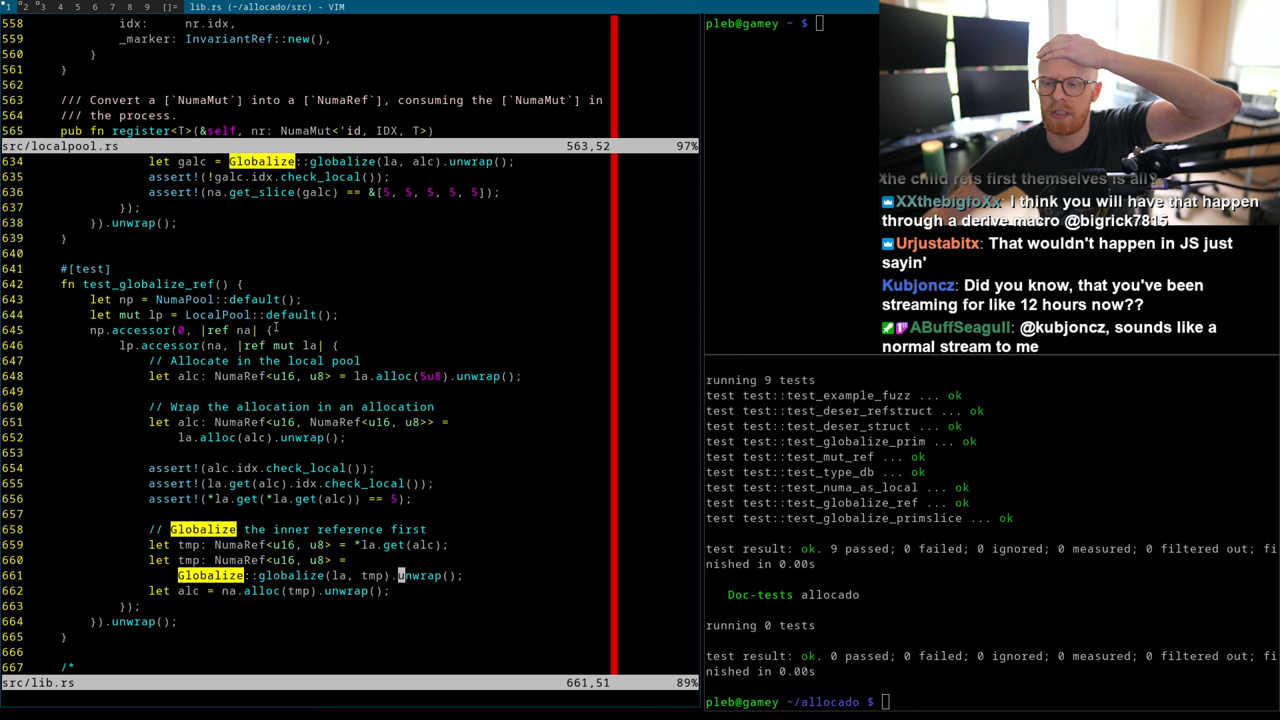 1 2 3 4 5 6 7 8 9 []= lib.rs (~/allocado/src) - VIM
558 idx: nr.idx,
559 _marker: InvariantRef::new(),
560 }
561 }
562
563 /// Convert a [`NumaMut`] into a [`NumaRef`], consuming the [`NumaMut`] in
564 /// the process.
565 pub fn register<T>(&self, nr: NumaMut<'id, IDX, T>)
src/localpool.rs 563,52 97%
634 let galc = Globalize::globalize(la, alc).unwrap();
635 assert!(!galc.idx.check_local());
636 assert!(na.get_slice(galc) == &[5, 5, 5, 5, 5]);
637 });
638 }).unwrap();
639 }
640
641 #[test]
642 fn test_globalize_ref() {
643 let np = NumaPool::default();
644 let mut lp = LocalPool::default();
645 np.accessor(0, |ref na| {
646 lp.accessor(na, |ref mut la| {
647 // Allocate in the local pool
648 let alc: NumaRef<u16, u8> = la.alloc(5u8).unwrap();
649
650 // Wrap the allocation in an allocation
651 let alc: NumaRef<u16, NumaRef<u16, u8>> =
652 la.alloc(alc).unwrap();
653
654 assert!(alc.idx.check_local());
655 assert!(la.get(alc).idx.check_local());
656 assert!(*la.get(*la.get(alc)) == 5);
657
658 // Globalize the inner reference first
659 let tmp: NumaRef<u16, u8> = *la.get(alc);
660 let tmp: NumaRef<u16, u8> =
661 Globalize::globalize(la, tmp).unwrap();
662 let alc = na.alloc(tmp).unwrap();
663 });
664 }).unwrap();
665 }
666
667 /*
src/lib.rs 661,51 89%
pleb@gamey ~ $
the child refs first themselves is all?
XXthebigfoXx: I think you will have that happen
through a derive macro @bigrick7815
Urjustabitx: That wouldn't happen in JS just
sayin'
Kubjoncz: Did you know, that you've been
streaming for like 12 hours now??
ABuffSeagull: @kubjoncz, sounds like a
normal stream to me
running 9 tests
test test::test_example_fuzz ... ok
test test::test_deser_refstruct ... ok
test test::test_deser_struct ... ok
test test::test_globalize_prim ... ok
test test::test_mut_ref ... ok
test test::test_type_db ... ok
test test::test_numa_as_local ... ok
test test::test_globalize_ref ... ok
test test::test_globalize_primslice ... ok
test result: ok. 9 passed; 0 failed; 0 ignored; 0 measured; 0 filtered out; fi
nished in 0.00s
Doc-tests allocado
running 0 tests
test result: ok. 0 passed; 0 failed; 0 ignored; 0 measured; 0 filtered out; fi
nished in 0.00s
pleb@gamey ~/allocado $